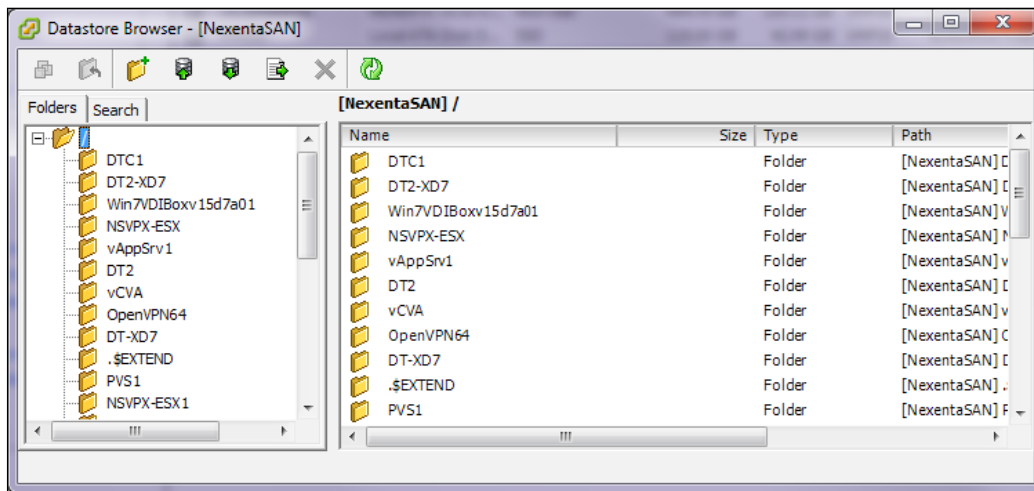 Datastore Browser - [NexentaSAN]
Folders Search
[NexentaSAN] /
/
DTC1
DT2-XD7
Win7VDIBoxv15d7a01
NSVPX-ESX
vAppSrv1
DT2
vCVA
OpenVPN64
DT-XD7
.$EXTEND
PVS1
NSVPX-ESX1
Name Size Type Path
DTC1 Folder [NexentaSAN]
DT2-XD7 Folder [NexentaSAN]
Win7VDIBoxv15d7a01 Folder [NexentaSAN]
NSVPX-ESX Folder [NexentaSAN]
vAppSrv1 Folder [NexentaSAN]
DT2 Folder [NexentaSAN]
vCVA Folder [NexentaSAN]
OpenVPN64 Folder [NexentaSAN]
DT-XD7 Folder [NexentaSAN]
.$EXTEND Folder [NexentaSAN]
PVS1 Folder [NexentaSAN]